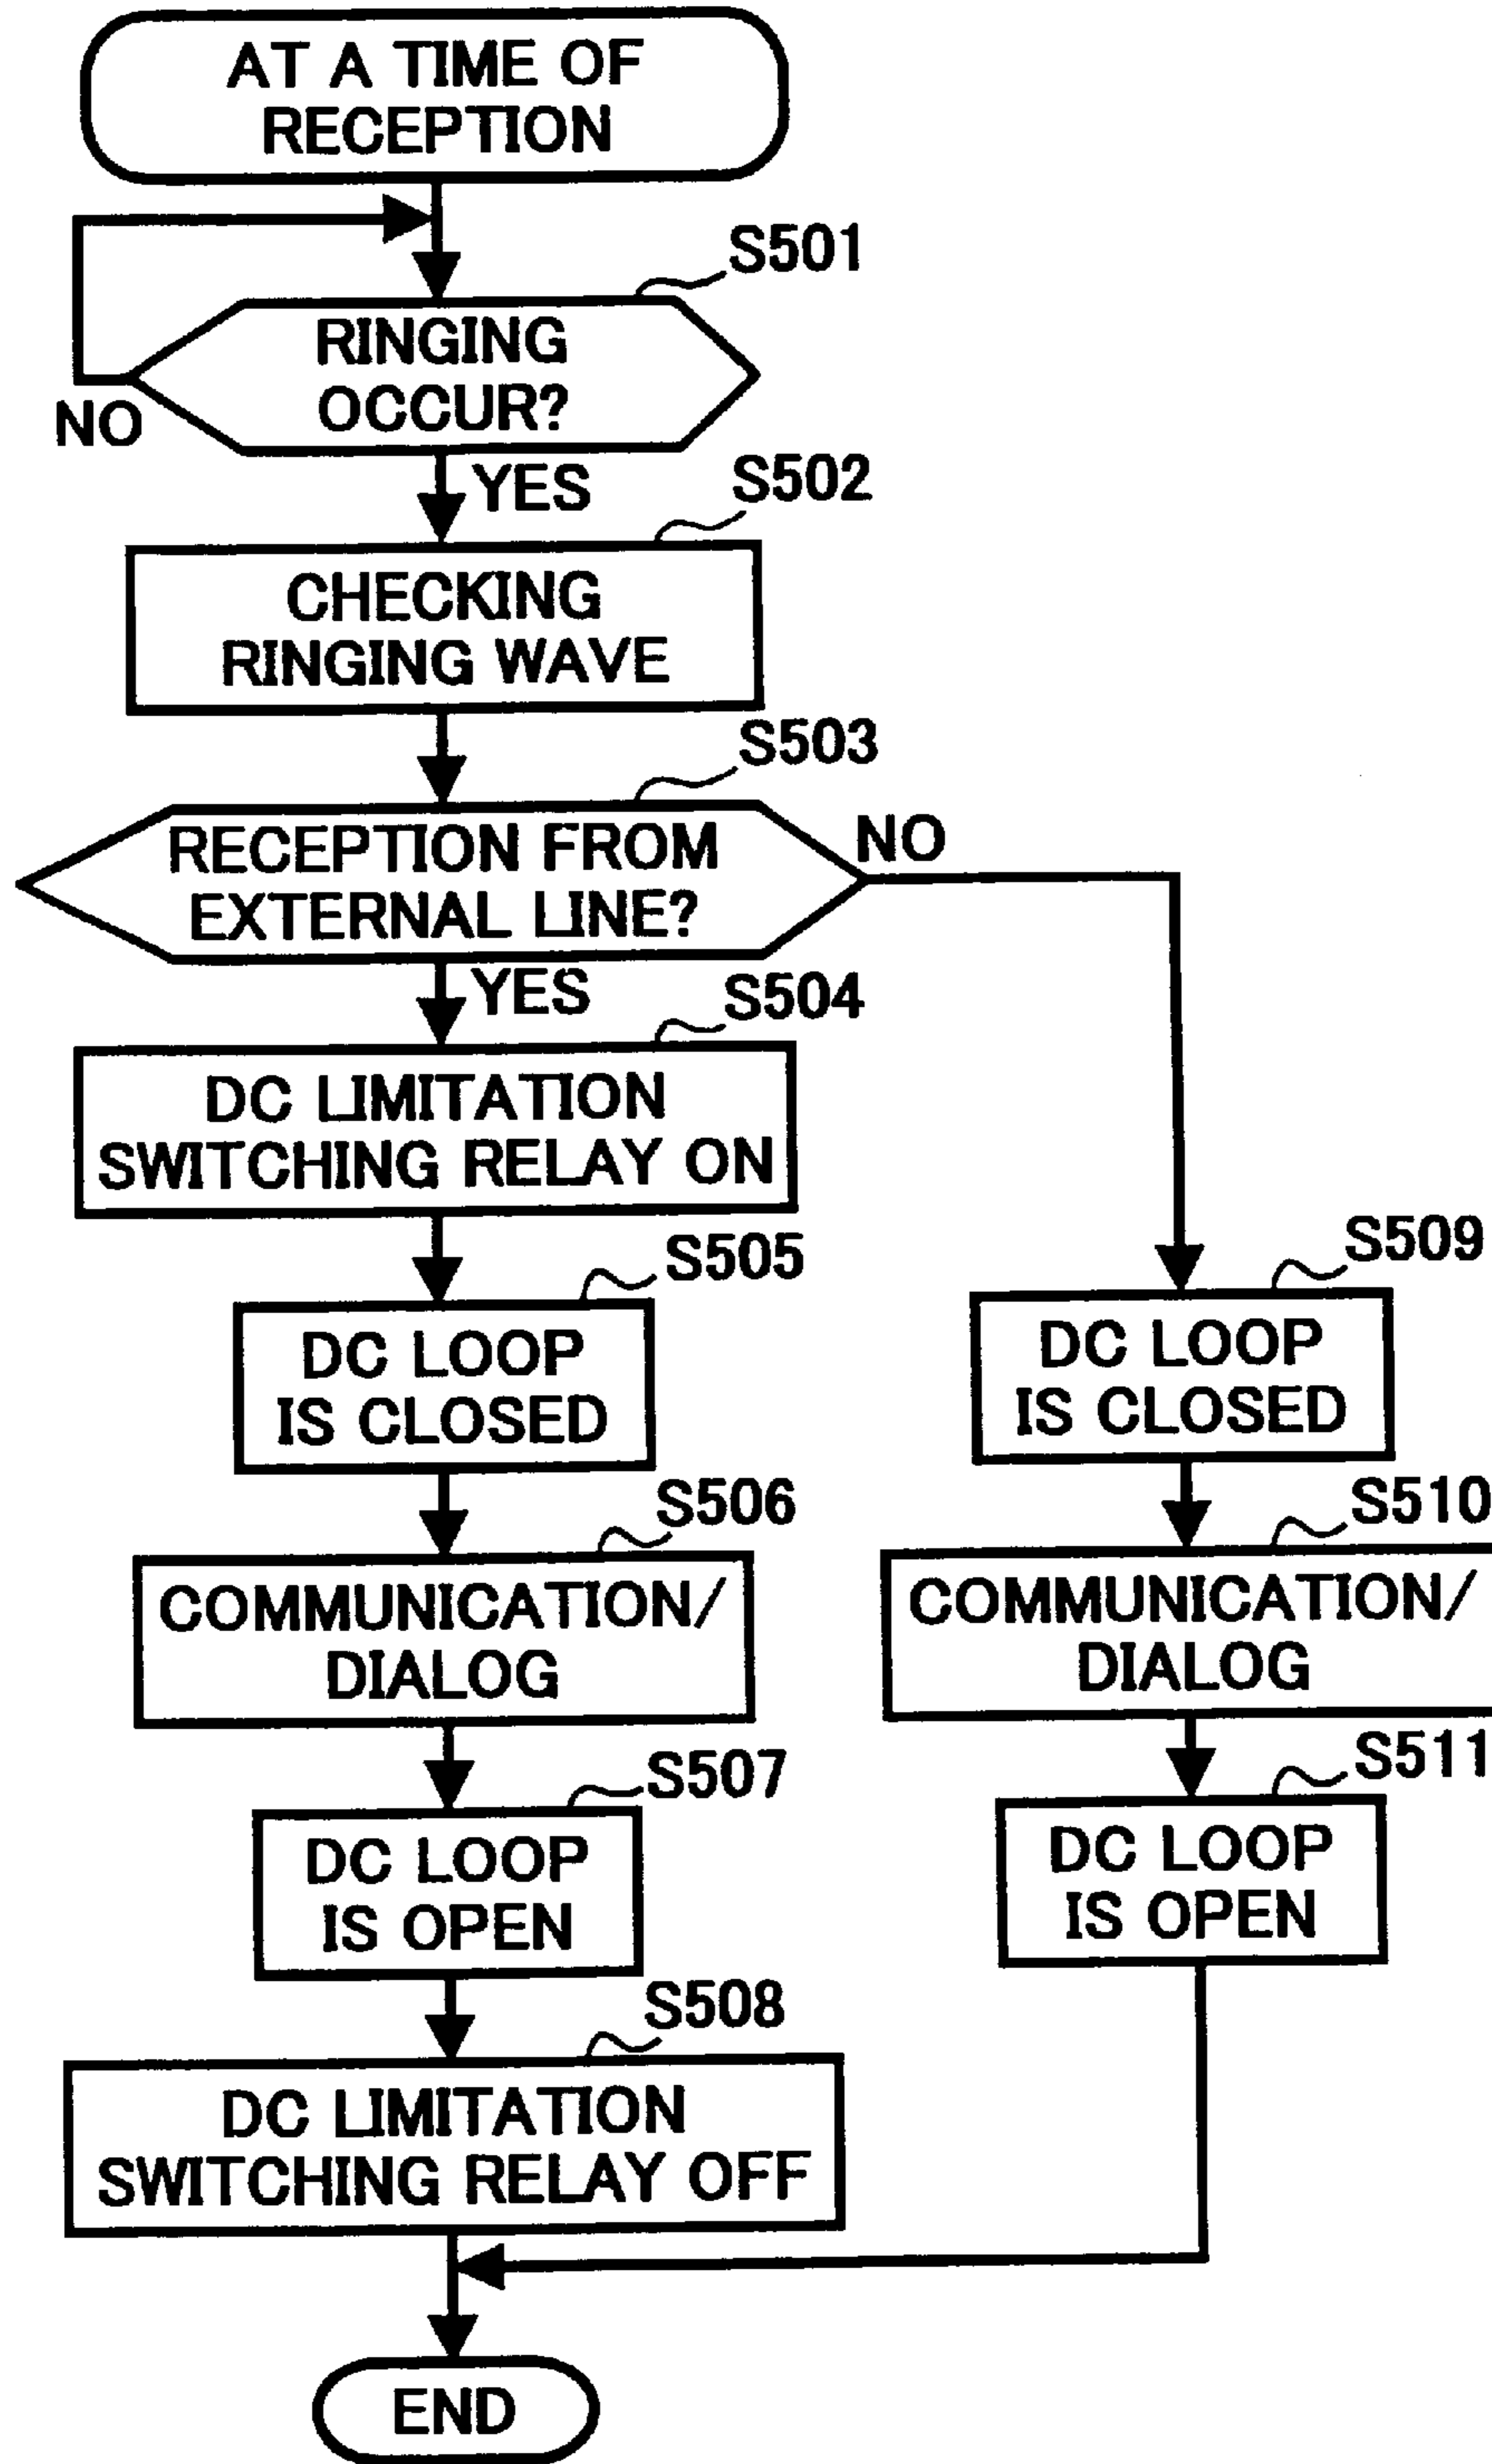 AT A TIME OF
RECEPTION
S501
RINGING
OCCUR?
NO
YES
S502
CHECKING
RINGING WAVE
S503
RECEPTION FROM
EXTERNAL LINE?
NO
YES
S504
DC LIMITATION
SWITCHING RELAY ON
S505
DC LOOP
IS CLOSED
S506
COMMUNICATION/
DIALOG
S507
DC LOOP
IS OPEN
S508
DC LIMITATION
SWITCHING RELAY OFF
S509
DC LOOP
IS CLOSED
S510
COMMUNICATION/
DIALOG
S511
DC LOOP
IS OPEN
END